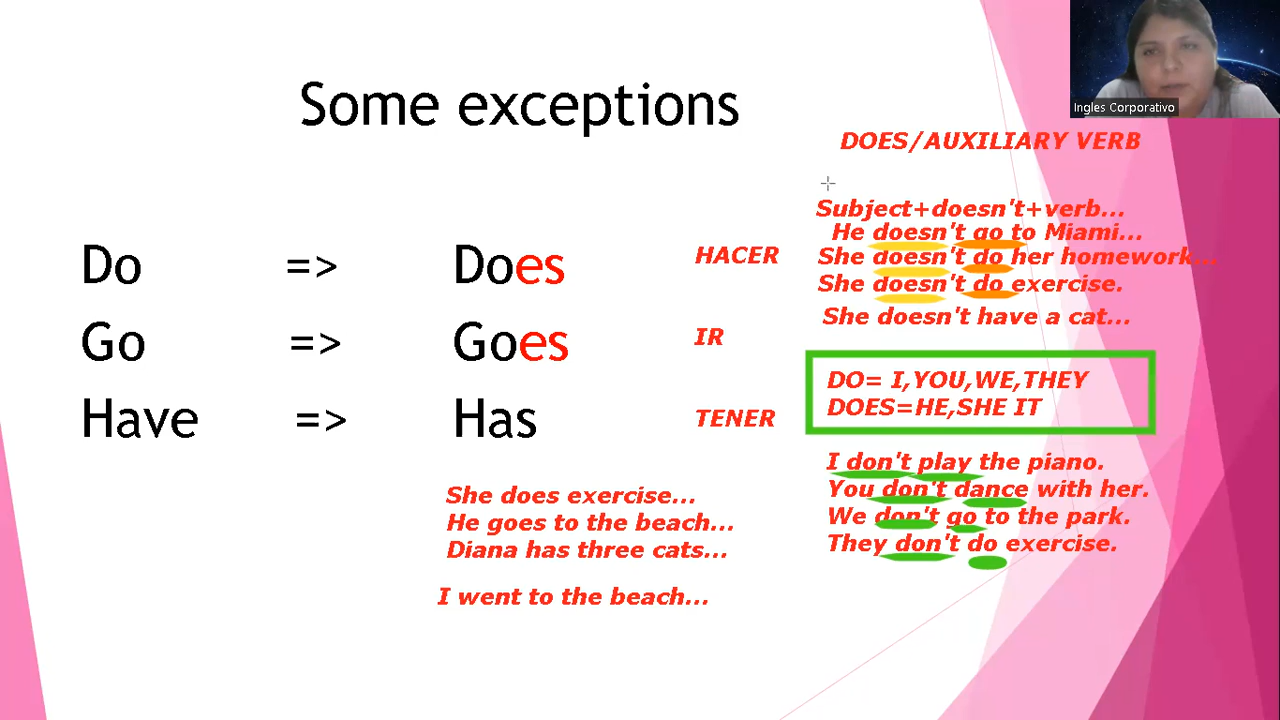 Some exceptions
Ingles Corporativo
DOES/AUXILIARY VERB
Do => Does HACER
Go => Goes IR
Have => Has TENER
She does exercise...
He goes to the beach...
Diana has three cats...
I went to the beach...
Subject+doesn't+verb...
He doesn't go to Miami...
She doesn't do her homework...
She doesn't do exercise.
She doesn't have a cat...
DO= I,YOU,WE,THEY
DOES=HE,SHE IT
I don't play the piano.
You don't dance with her.
We don't go to the park.
They don't do exercise.